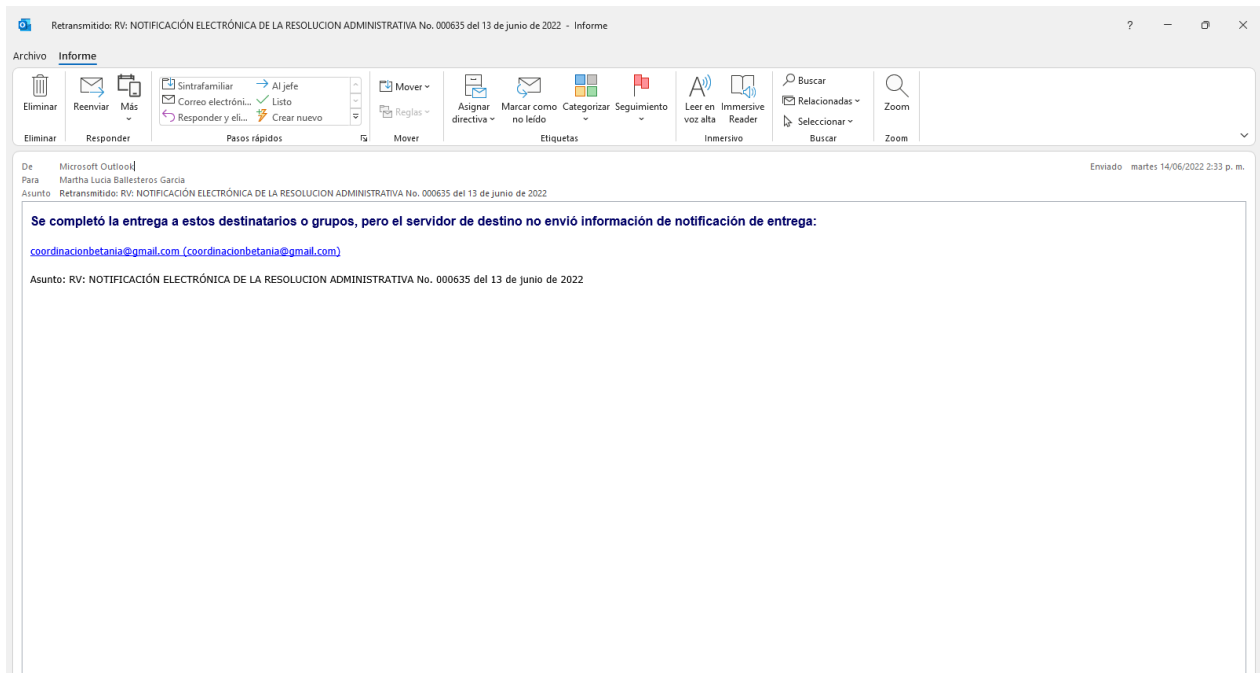 Retransmitido: RV: NOTIFICACIÓN ELECTRÓNICA DE LA RESOLUCION ADMINISTRATIVA No. 000635 del 13 de junio de 2022 - Informe
Archivo Informe
Eliminar
Reenviar
Más
Sintrafamiliar
Al jefe
Correo electróni...
Listo
Responder y eli...
Crear nuevo
Mover
Reglas
Asignar directiva
Marcar como no leído
Categorizar
Seguimiento
Leer en voz alta
Immersive Reader
Buscar
Relacionadas
Seleccionar
Zoom
Eliminar Responder Pasos rápidos Mover Etiquetas Inmersivo Buscar Zoom
De Microsoft Outlook Enviado martes 14/06/2022 2:33 p. m.
Para Martha Lucia Ballesteros Garcia
Asunto Retransmitido: RV: NOTIFICACIÓN ELECTRÓNICA DE LA RESOLUCION ADMINISTRATIVA No. 000635 del 13 de junio de 2022
Se completó la entrega a estos destinatarios o grupos, pero el servidor de destino no envió información de notificación de entrega:
coordinacionbetania@gmail.com (coordinacionbetania@gmail.com)
Asunto: RV: NOTIFICACIÓN ELECTRÓNICA DE LA RESOLUCION ADMINISTRATIVA No. 000635 del 13 de junio de 2022